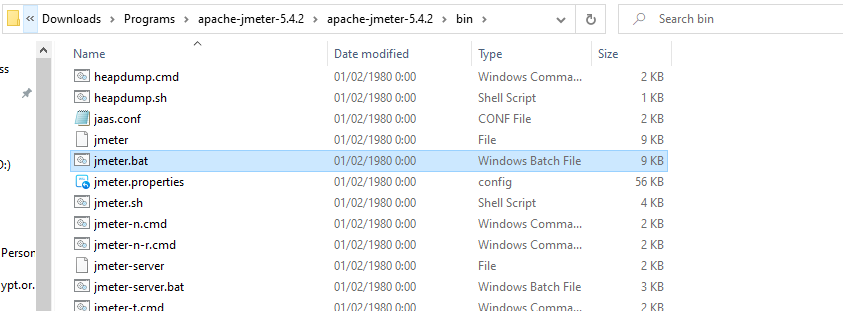 « Downloads > Programs > apache-jmeter-5.4.2 > apache-jmeter-5.4.2 > bin > Search bin
Name Date modified Type Size
heapdump.cmd 01/02/1980 0:00 Windows Comma... 2 KB
ss heapdump.sh 01/02/1980 0:00 Shell Script 1 KB
jaas.conf 01/02/1980 0:00 CONF File 2 KB
jmeter 01/02/1980 0:00 File 9 KB
D:) jmeter.bat 01/02/1980 0:00 Windows Batch File 9 KB
jmeter.properties 01/02/1980 0:00 config 56 KB
jmeter.sh 01/02/1980 0:00 Shell Script 4 KB
jmeter-n.cmd 01/02/1980 0:00 Windows Comma... 2 KB
Person jmeter-n-r.cmd 01/02/1980 0:00 Windows Comma... 2 KB
jmeter-server 01/02/1980 0:00 File 2 KB
ypt.or. jmeter-server.bat 01/02/1980 0:00 Windows Batch File 3 KB
jmeter-t.cmd 01/02/1980 0:00 Windows Comma... 2 KB